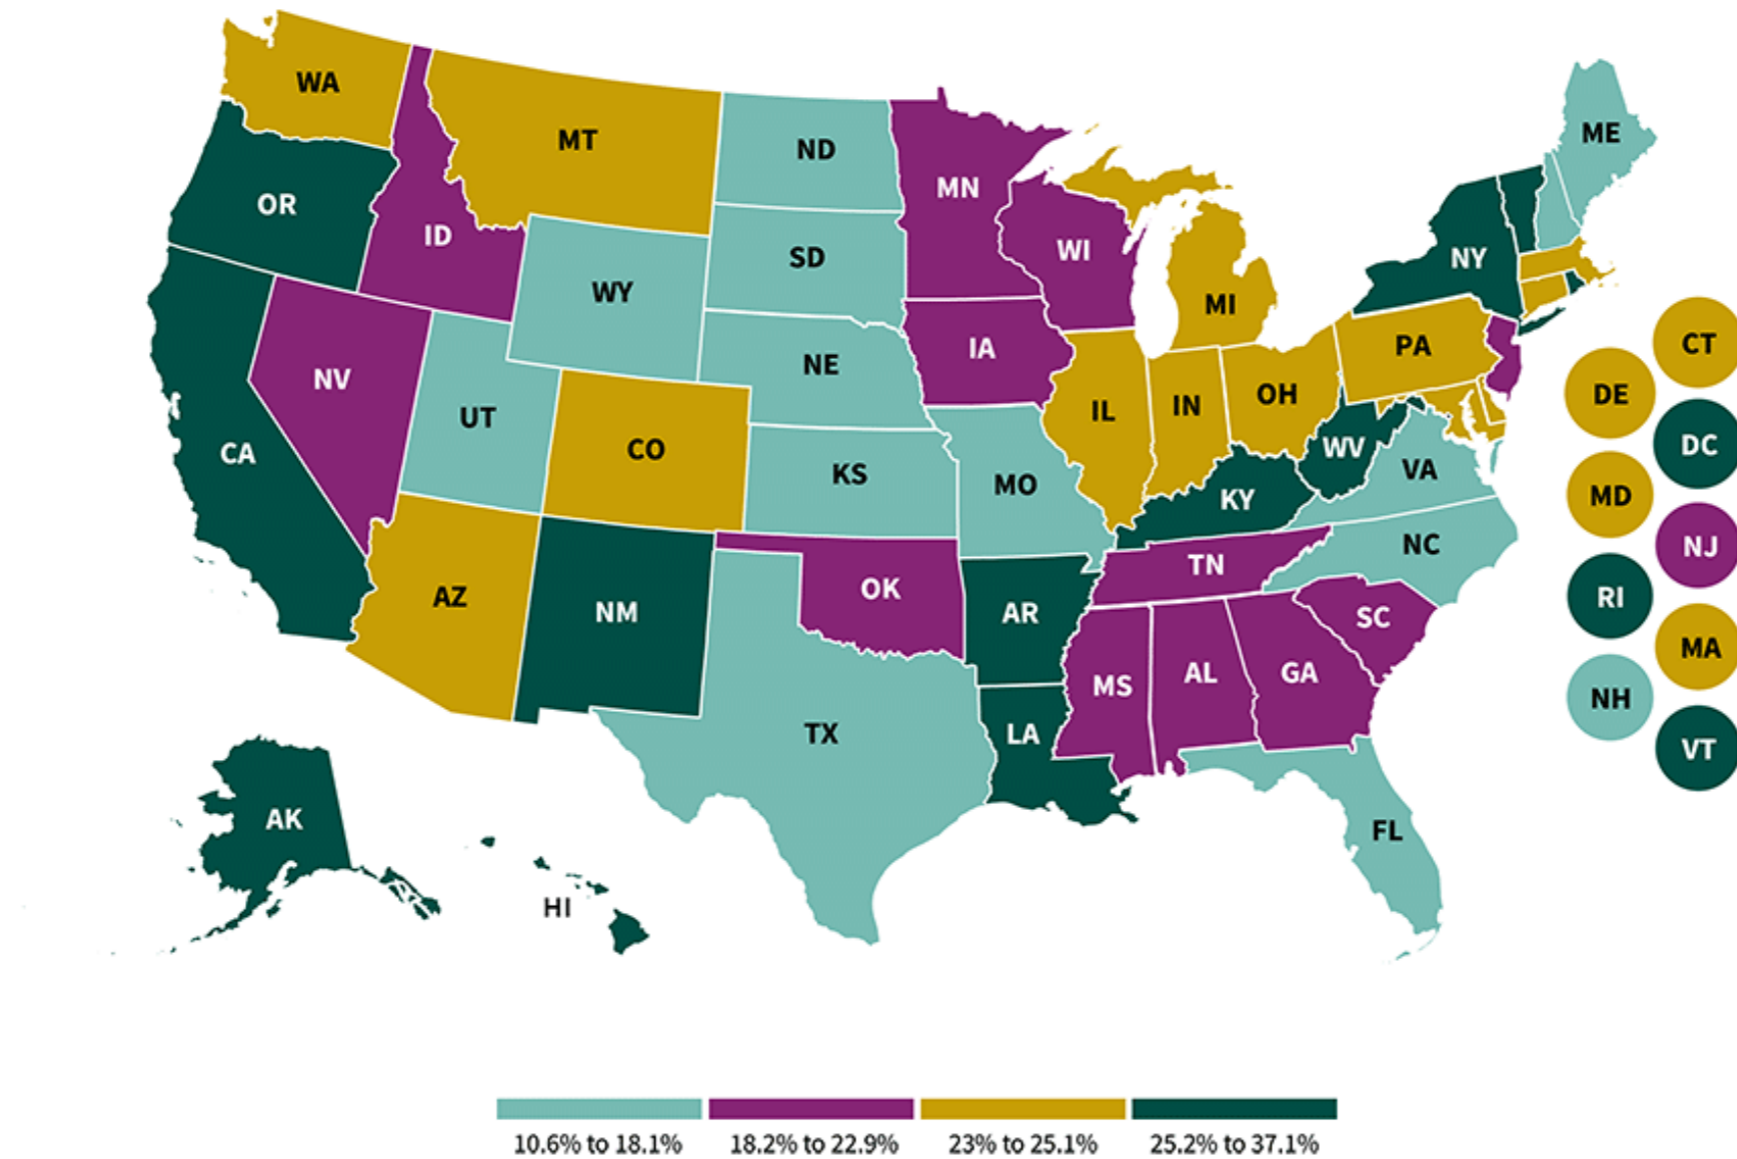 WA
MT
ND
ME
OR
ID
MN
SD
WI
NY
WY
MI
CT
NV
NE
IA
PA
DE
UT
CO
IL
IN
OH
WV
DC
CA
KS
MO
KY
VA
MD
NC
NJ
AZ
NM
OK
AR
TN
SC
RI
MS
AL
GA
MA
NH
TX
LA
VT
AK
FL
HI
10.6% to 18.1%
18.2% to 22.9%
23% to 25.1%
25.2% to 37.1%